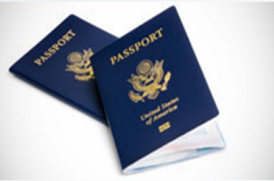 PASSPORT
PASSPORT
United States
of America